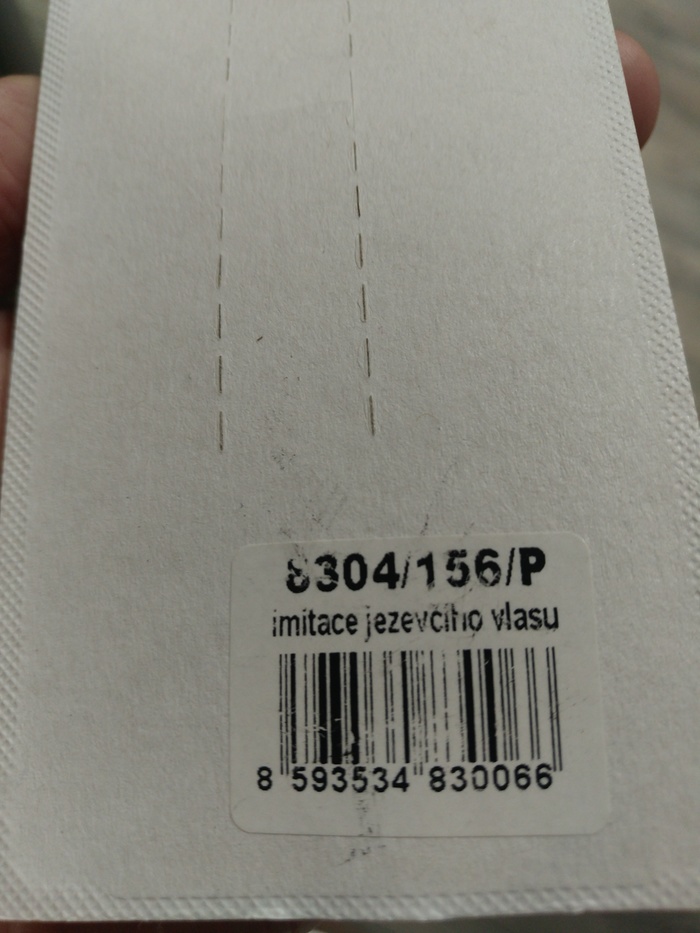 8304/156/P
imitace jezevčího vlasu
8 593534 830066